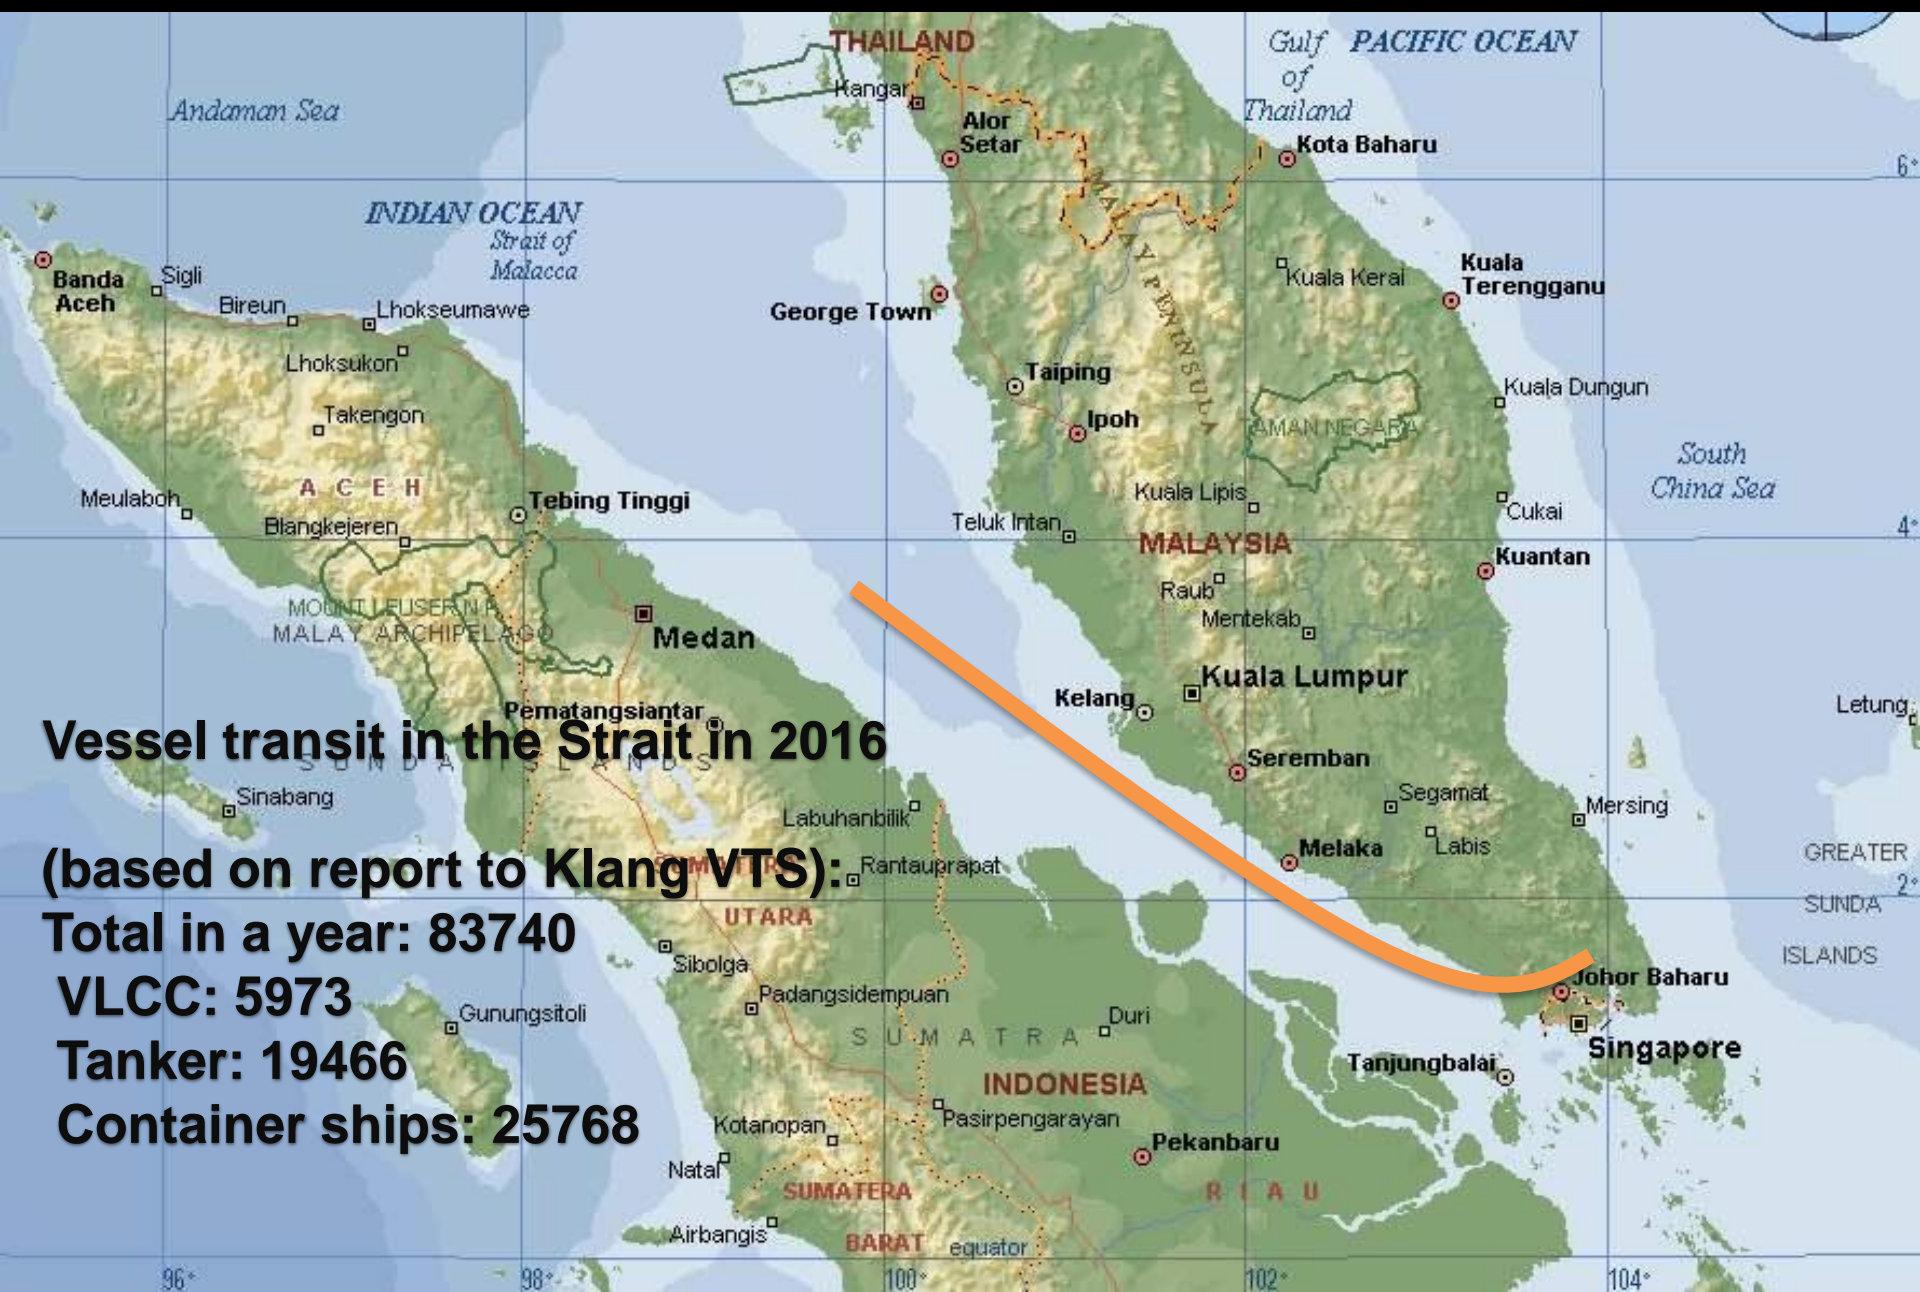 THAILAND
Gulf
of
Thailand
PACIFIC OCEAN
Kangar
Andaman Sea
Alor
Setar
Kota Baharu
6°
INDIAN OCEAN
Strait of
Malacca
MALAY PENINSULA
Banda
Aceh
Sigli
Kuala Kerai
Kuala
Terengganu
Bireun
Lhokseumawe
George Town
Lhoksukon
Taiping
Kuala Dungun
Takengon
Ipoh
TAMAN NEGARA
South
China Sea
ACEH
Meulaboh
Tebing Tinggi
Kuala Lipis
Cukai
Blangkejeren
Teluk Intan
4°
MALAYSIA
Kuantan
Raub
MOUNT LEUSER N.P.
MALAY ARCHIPELAGO
Medan
Mentekab
Kuala Lumpur
Kelang
Letung
Pematangsiantar
Vessel transit in the Strait in 2016
SUNDA ISLANDS
Seremban
Sinabang
Labuhanbilik
Segamat
Mersing
Melaka
Labis
GREATER
SUNDA
ISLANDS
2°
(based on report to Klang VTS):
SUMATERA
UTARA
Rantauprapat
Total in a year: 83740
Sibolga
VLCC: 5973
Johor Baharu
Padangsidempuan
Gunungsitoli
Duri
SUMATRA
Singapore
Tanker: 19466
Tanjungbalai
INDONESIA
Container ships: 25768
Kotanopan
Pasirpengarayan
Pekanbaru
Natal
SUMATERA
BARAT
RIAU
Airbangis
equator
96°
98°
100°
102°
104°